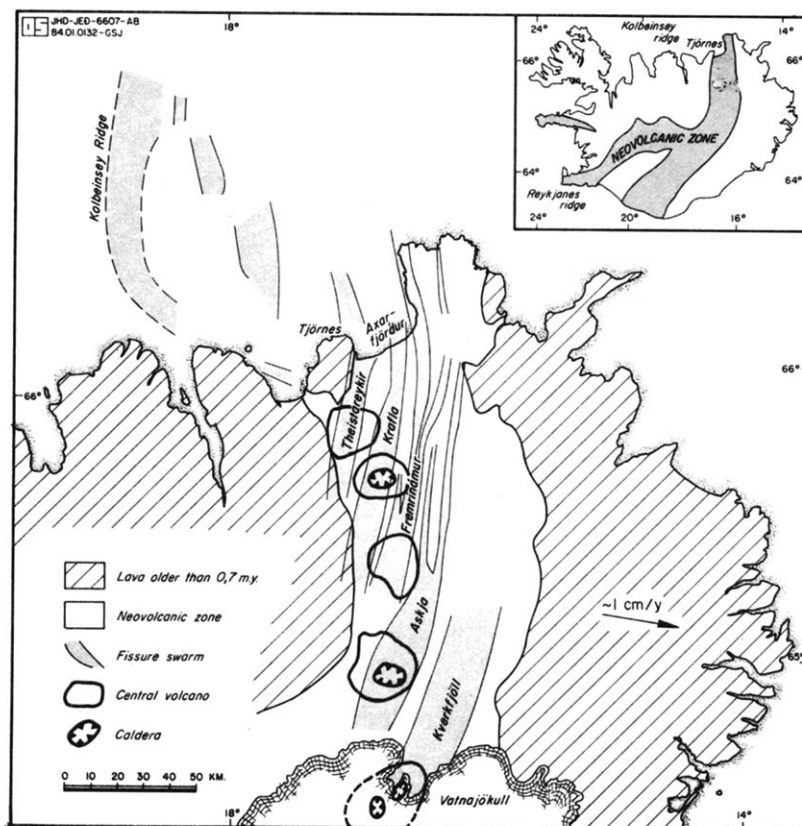 JHD-JED-6607-AB
84.01.0132-GSJ
18°
14°
24°
Kolbeinsey
ridge
Tjörnes
14°
66°
66°
NEOVOLCANIC ZONE
64°
64°
Reykjanes
ridge
24°
20°
16°
Kolbeinsey Ridge
Tjörnes
Axar-
fjördur
66°
66°
Theistareykir
Krafla
Fremrinámur
Askja
Kverkfjöll
~1 cm/y
65°
Lava older than 0,7 m.y.
Neovolcanic zone
Fissure swarm
Central volcano
Caldera
0 10 20 30 40 50 KM.
Vatnajökull
18°
14°